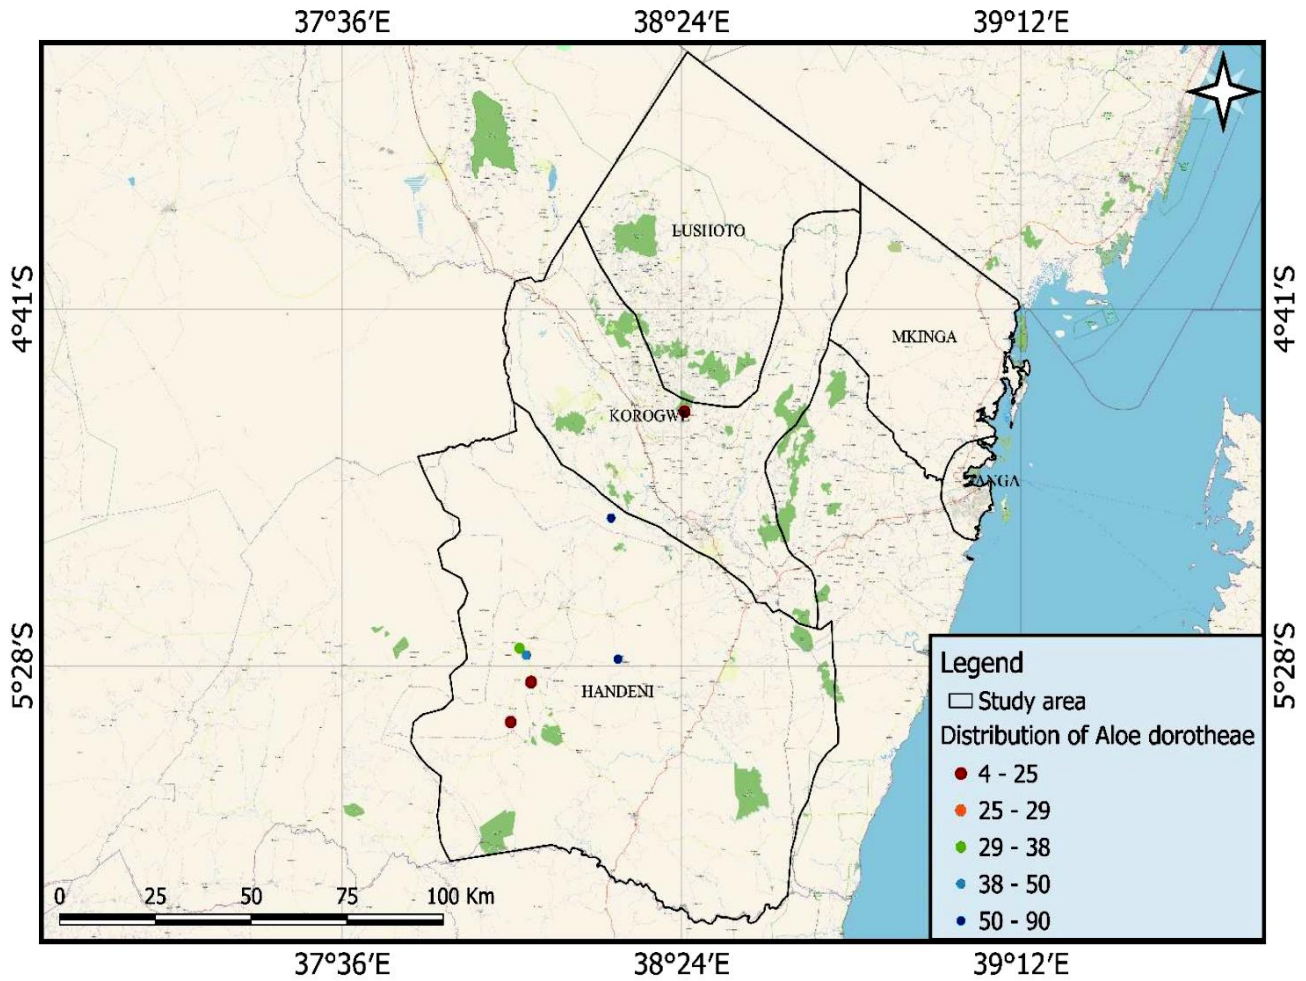 37°36′E 38°24′E 39°12′E
LUSHOTO
4°41′S 4°41′S
MKINGA
KOROGWE
TANGA
5°28′S 5°28′S
HANDENI
Legend
Study area
Distribution of Aloe dorotheae
4 - 25
25 - 29
29 - 38
38 - 50
50 - 90
0 25 50 75 100 Km
37°36′E 38°24′E 39°12′E